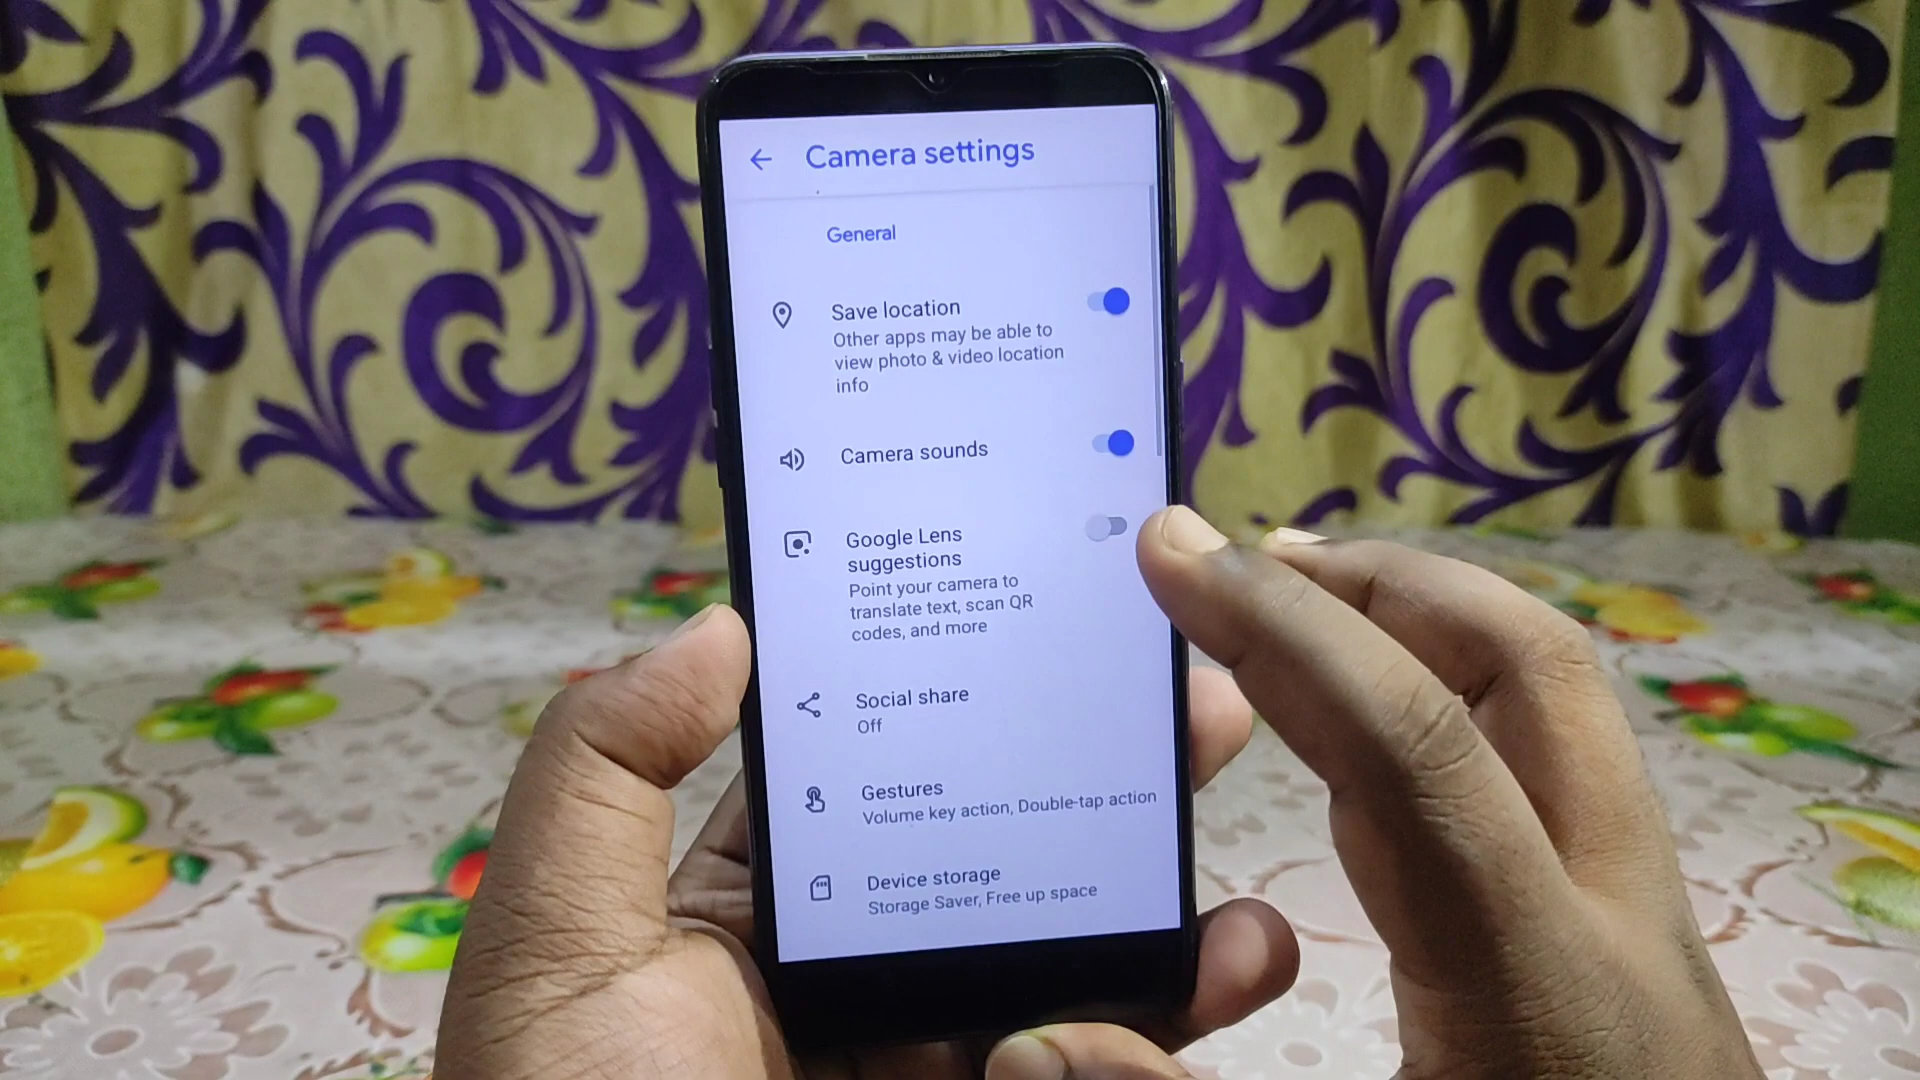 Camera settings
General
Save location
Other apps may be able to
view photo & video location
info
Camera sounds
Google Lens
suggestions
Point your camera to
translate text, scan QR
codes, and more
Social share
Off
Gestures
Volume key action, Double-tap action
Device storage
Storage Saver, Free up space